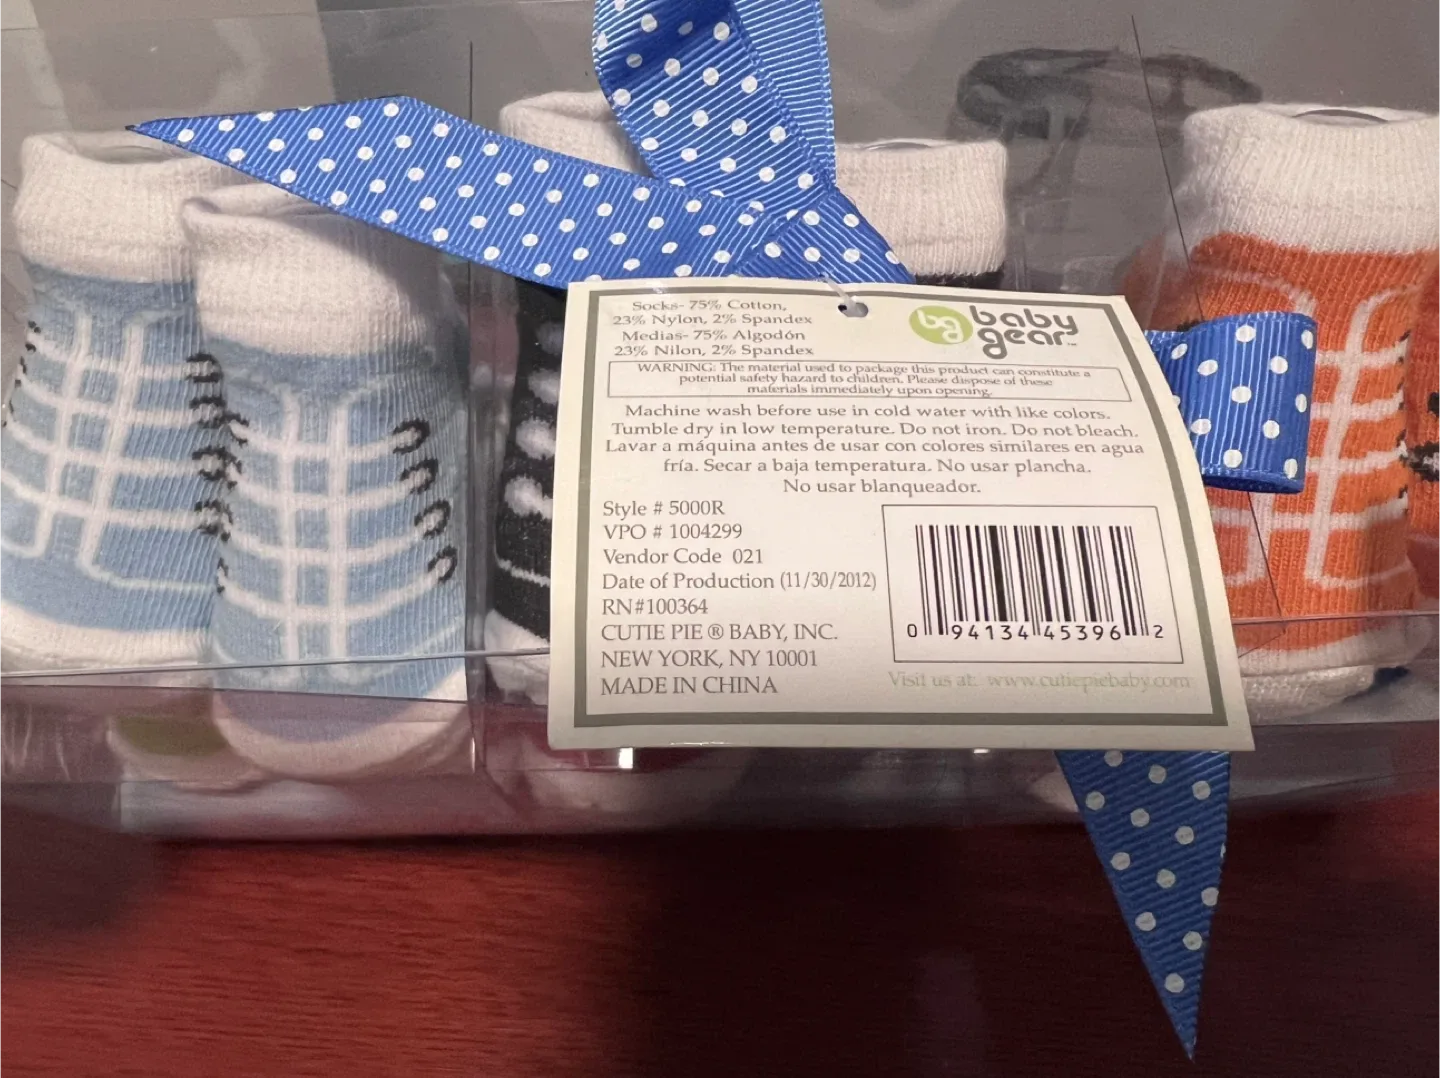 Socks- 75% Cotton,
23% Nylon, 2% Spandex
Medias- 75% Algodón
23% Nilon, 2% Spandex
bg baby
gear™
WARNING: The material used to package this product can constitute a
potential safety hazard to children. Please dispose of these
materials immediately upon opening.
Machine wash before use in cold water with like colors.
Tumble dry in low temperature. Do not iron. Do not bleach.
Lavar a máquina antes de usar con colores similares en agua
fría. Secar a baja temperatura. No usar plancha.
No usar blanqueador.
Style # 5000R
VPO # 1004299
Vendor Code 021
Date of Production (11/30/2012)
RN#100364
CUTIE PIE ® BABY, INC.
NEW YORK, NY 10001
MADE IN CHINA
0 94134 45396 2
Visit us at: www.cutiepiebaby.com